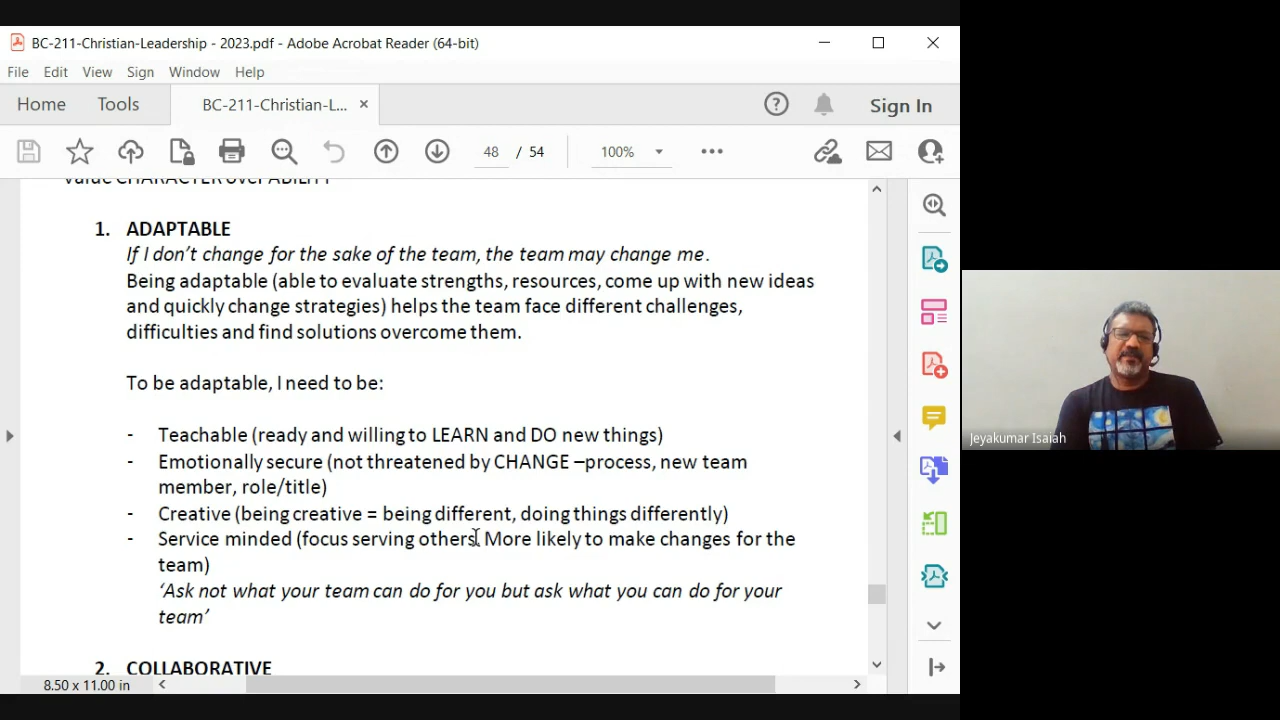 BC-211-Christian-Leadership - 2023.pdf - Adobe Acrobat Reader (64-bit)
File Edit View Sign Window Help
Home Tools BC-211-Christian-L... × Sign In
48 / 54 100%
value CHARACTER over ABILITY
1. ADAPTABLE
If I don't change for the sake of the team, the team may change me.
Being adaptable (able to evaluate strengths, resources, come up with new ideas
and quickly change strategies) helps the team face different challenges,
difficulties and find solutions overcome them.
To be adaptable, I need to be:
- Teachable (ready and willing to LEARN and DO new things)
- Emotionally secure (not threatened by CHANGE –process, new team
member, role/title)
- Creative (being creative = being different, doing things differently)
- Service minded (focus serving others. More likely to make changes for the
team)
‘Ask not what your team can do for you but ask what you can do for your
team’
2. COLLABORATIVE
8.50 x 11.00 in
Jeyakumar Isaiah